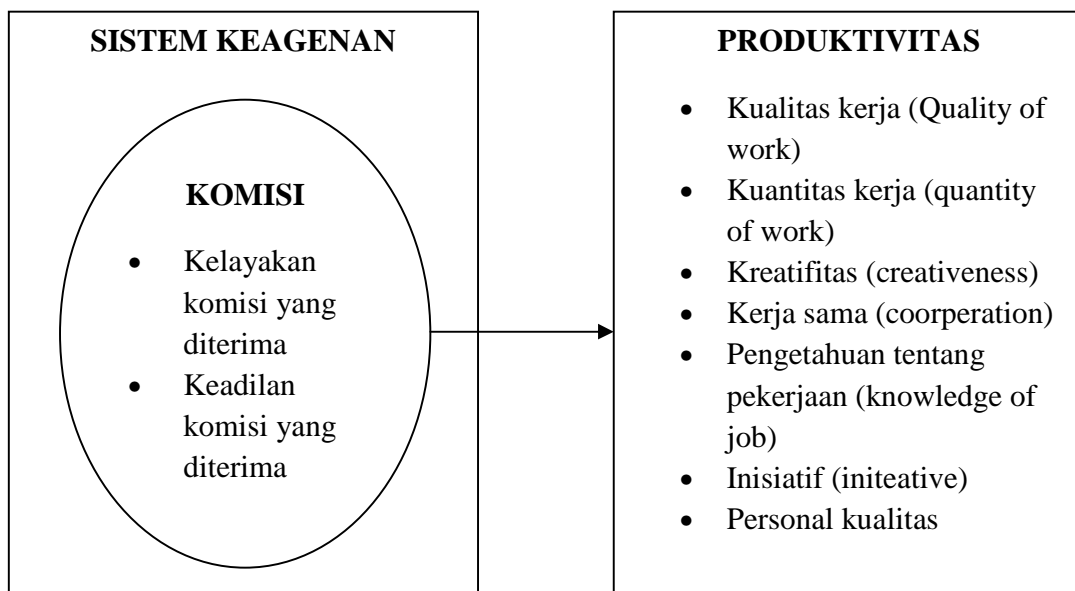 SISTEM KEAGENAN
KOMISI
• Kelayakan
komisi yang
diterima
• Keadilan
komisi yang
diterima
PRODUKTIVITAS
• Kualitas kerja (Quality of
work)
• Kuantitas kerja (quantity
of work)
• Kreatifitas (creativeness)
• Kerja sama (coorperation)
• Pengetahuan tentang
pekerjaan (knowledge of
job)
• Inisiatif (initeative)
• Personal kualitas